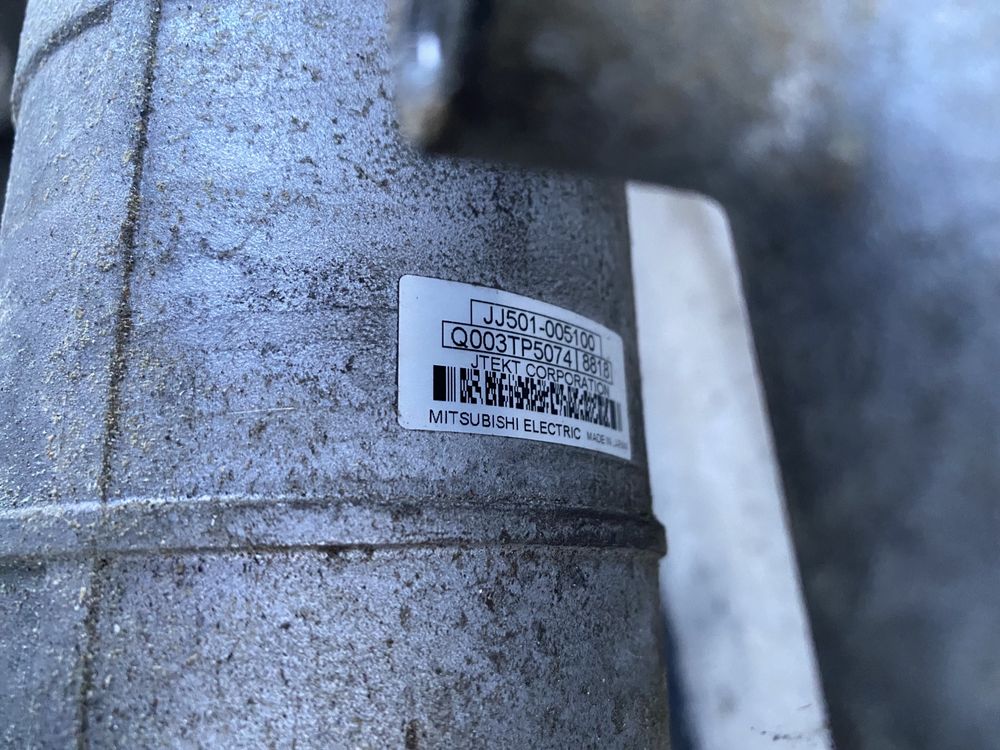 JJ501-005100
Q003TP5074 8818
JTEKT CORPORATION
MITSUBISHI ELECTRIC MADE IN JAPAN